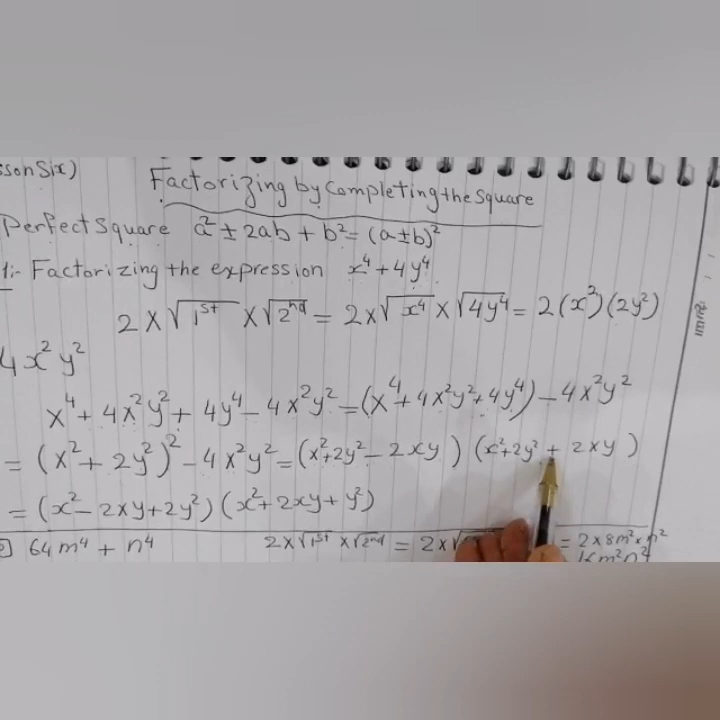 sson Six) Factorizing by Completing the Square
Perfect Square a² ± 2ab + b² = (a ± b)²
1:- Factorizing the expression x⁴ + 4y⁴
2 × √1st × √2nd = 2 × √x⁴ × √4y⁴ = 2(x²)(2y²)
4x²y²
x⁴ + 4x²y² + 4y⁴ - 4x²y² = (x⁴ + 4x²y² + 4y⁴) - 4x²y²
= (x² + 2y²)² - 4x²y² = (x² + 2y² - 2xy) (x² + 2y² + 2xy)
= (x² - 2xy + 2y²) (x² + 2xy + y²)
2] 64m⁴ + n⁴ 2 × √1st × √2nd = 2 × √ = 2 × 8m² × n²
16m²n²